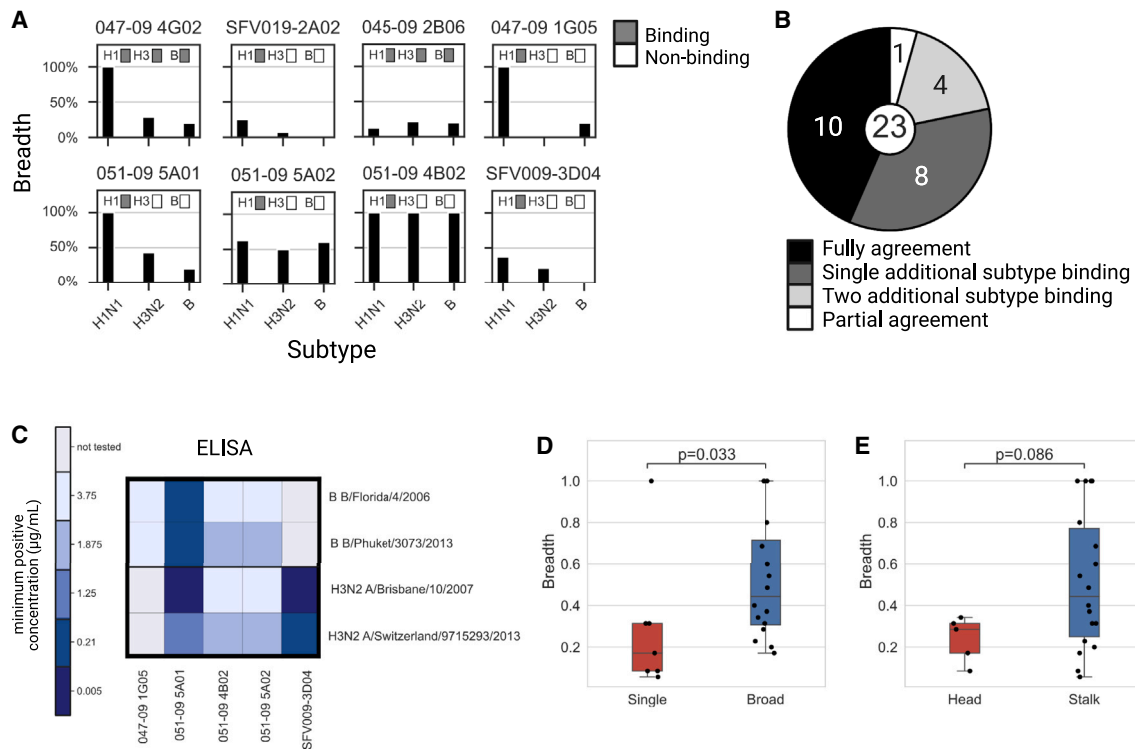 A
047-09 4G02
SFV019-2A02
045-09 2B06
047-09 1G05
H1 H3 B
H1 H3 B
H1 H3 B
H1 H3 B
100%
50%
0%
Binding
Non-binding
Breadth
051-09 5A01
051-09 5A02
051-09 4B02
SFV009-3D04
H1 H3 B
H1 H3 B
H1 H3 B
H1 H3 B
100%
50%
0%
H1N1 H3N2 B
H1N1 H3N2 B
H1N1 H3N2 B
H1N1 H3N2 B
Subtype
B
1
4
10
23
8
Fully agreement
Single additional subtype binding
Two additional subtype binding
Partial agreement
C
ELISA
minimum positive
concentration (μg/mL)
not tested
3.75
1.875
1.25
0.21
0.005
B B/Florida/4/2006
B B/Phuket/3073/2013
H3N2 A/Brisbane/10/2007
H3N2 A/Switzerland/9715293/2013
047-09 1G05
051-09 5A01
051-09 4B02
051-09 5A02
SFV009-3D04
D
p=0.033
Breadth
1.0
0.8
0.6
0.4
0.2
Single Broad
E
p=0.086
Breadth
1.0
0.8
0.6
0.4
0.2
Head Stalk